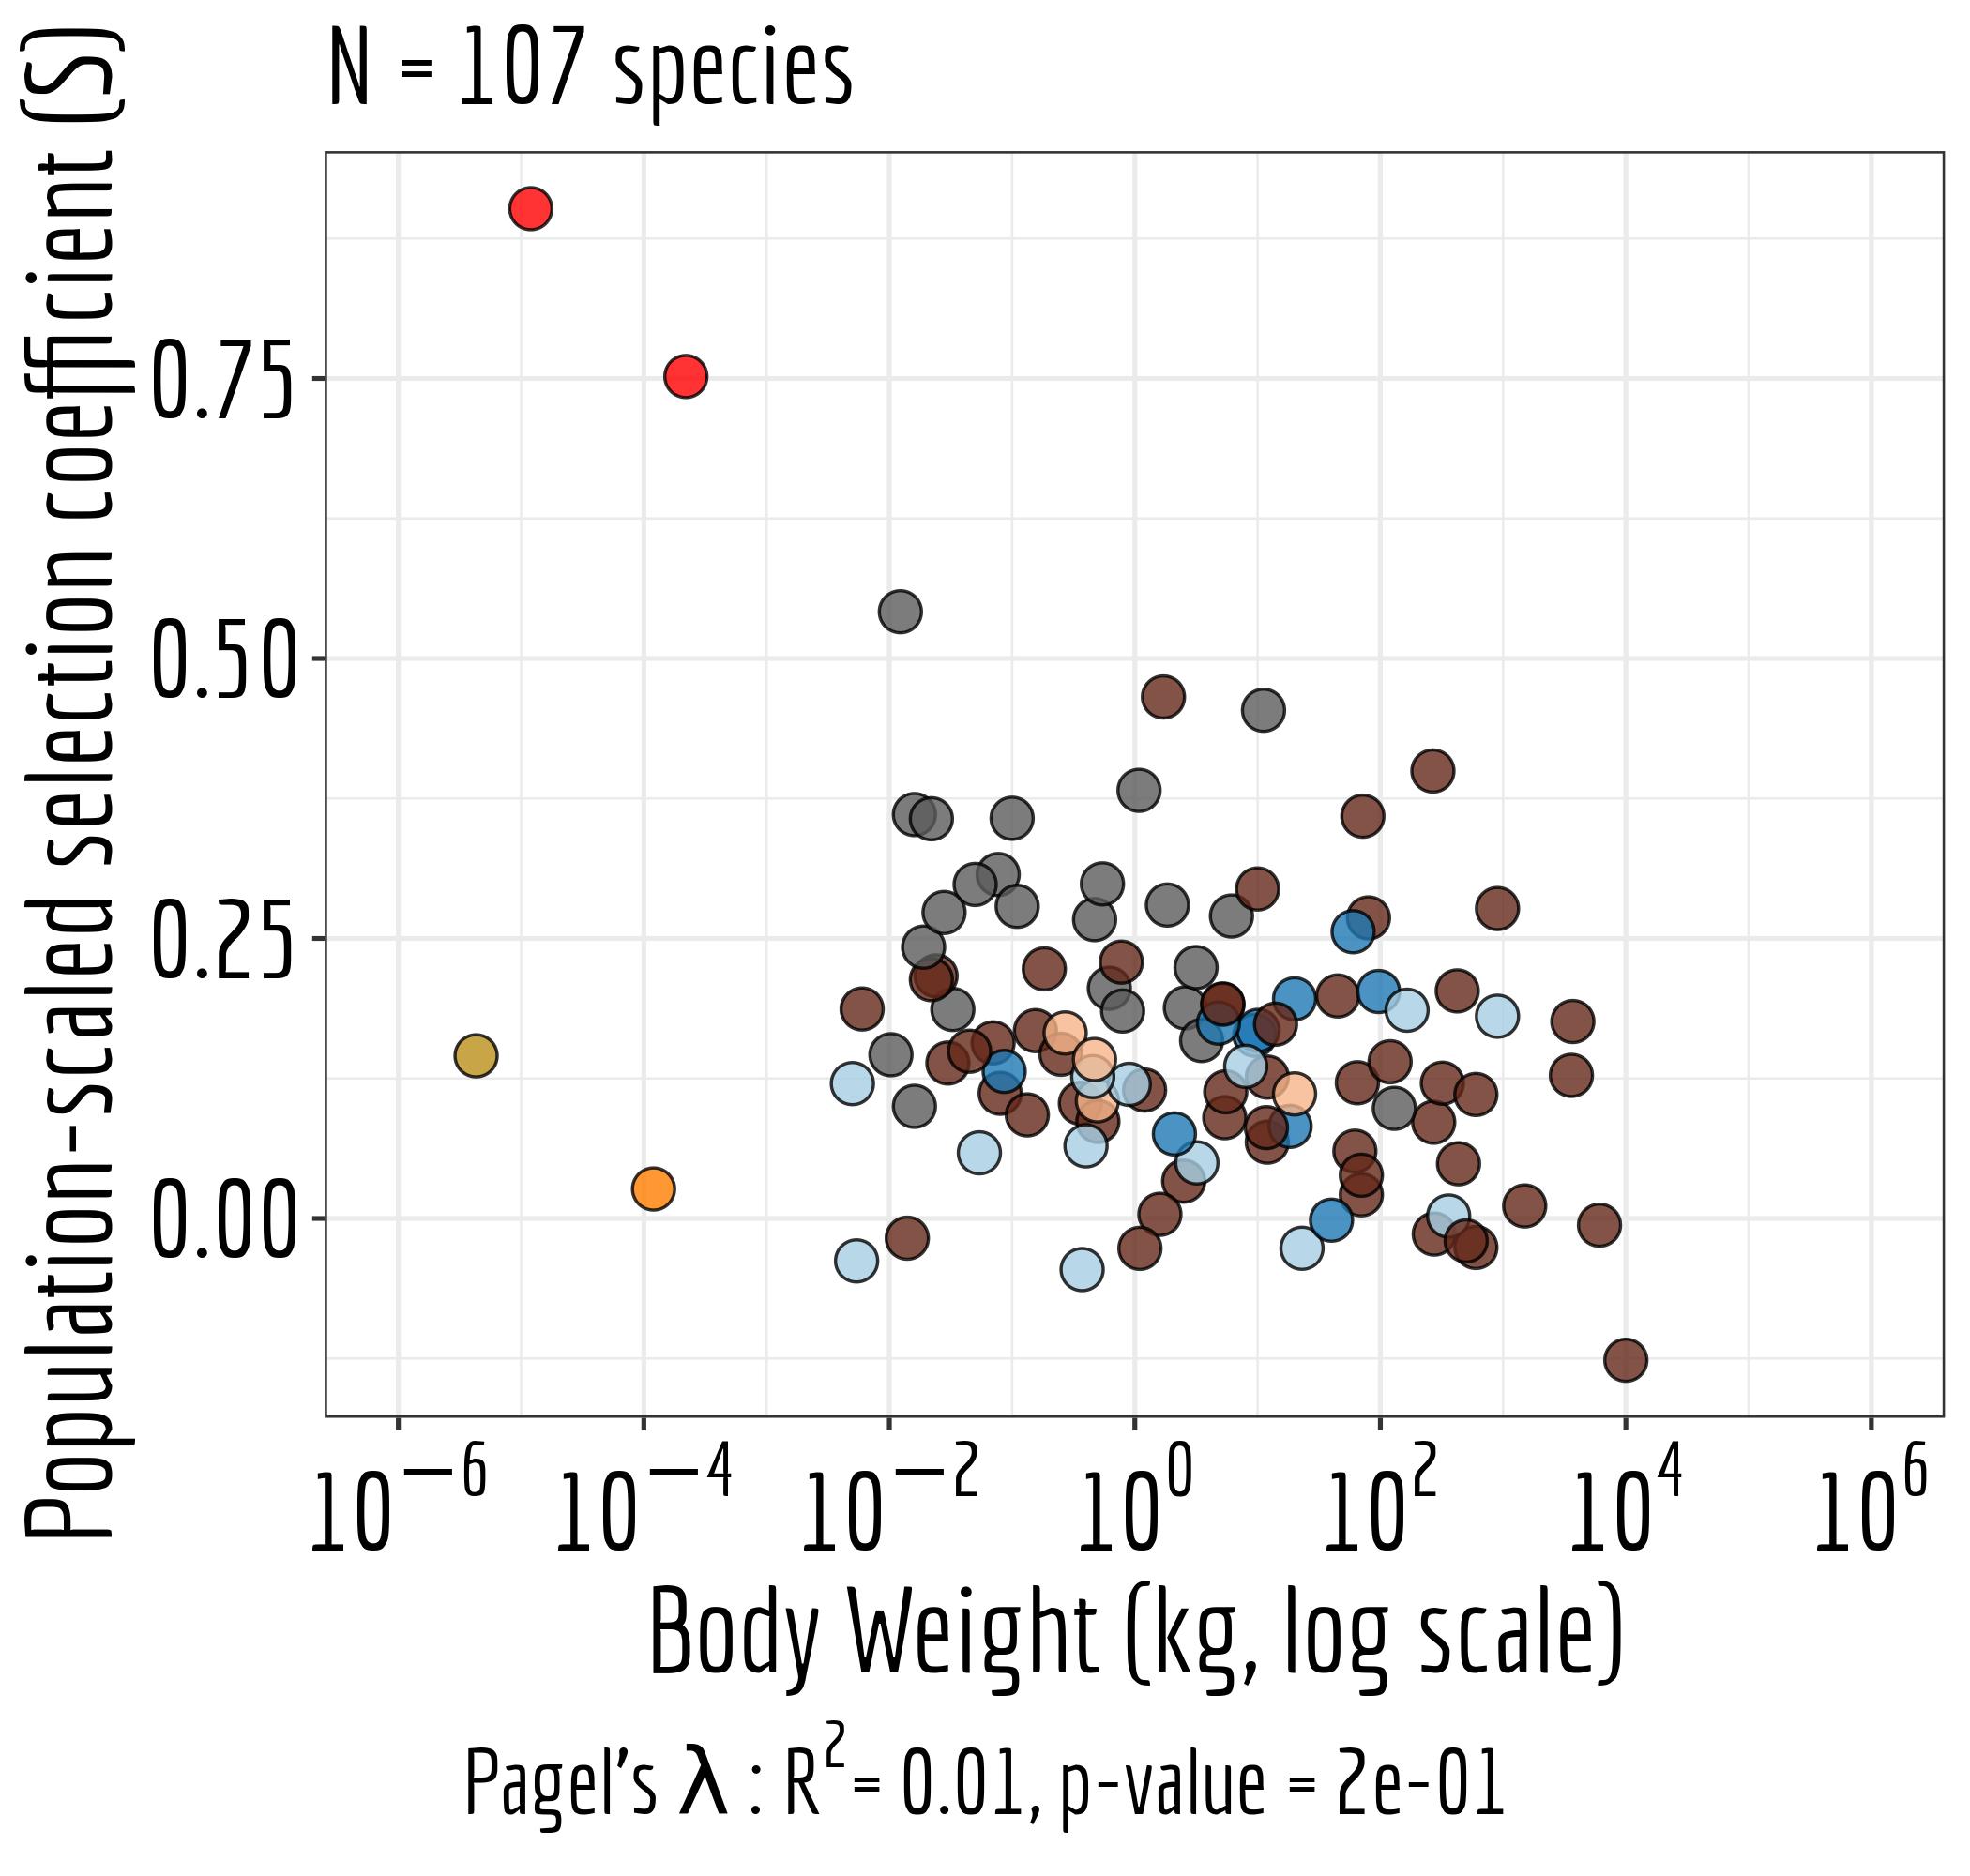 N = 107 species
Population-scaled selection coefficient (S)
0.75
0.50
0.25
0.00
10^−6 10^−4 10^−2 10^0 10^2 10^4 10^6
Body Weight (kg, log scale)
Pagel's λ : R^2 = 0.01, p-value = 2e-01